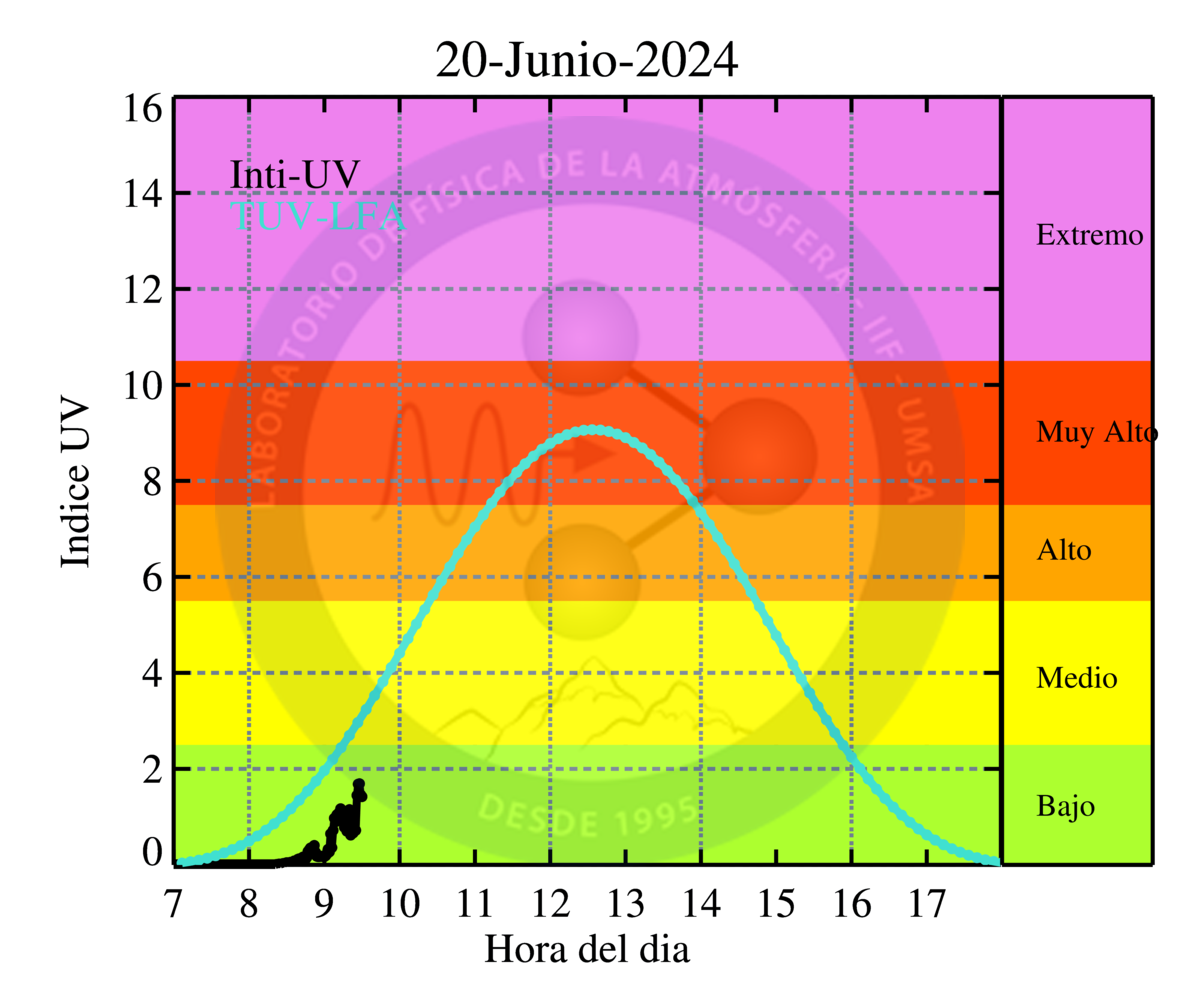 20-Junio-2024
16
14
12
10
8
6
4
2
0
Indice UV
Inti-UV
TUV-LFA
LABORATORIO DE FÍSICA DE LA ATMÓSFERA - IIF - UMSA
DESDE 1995
Extremo
Muy Alto
Alto
Medio
Bajo
7 8 9 10 11 12 13 14 15 16 17
Hora del dia